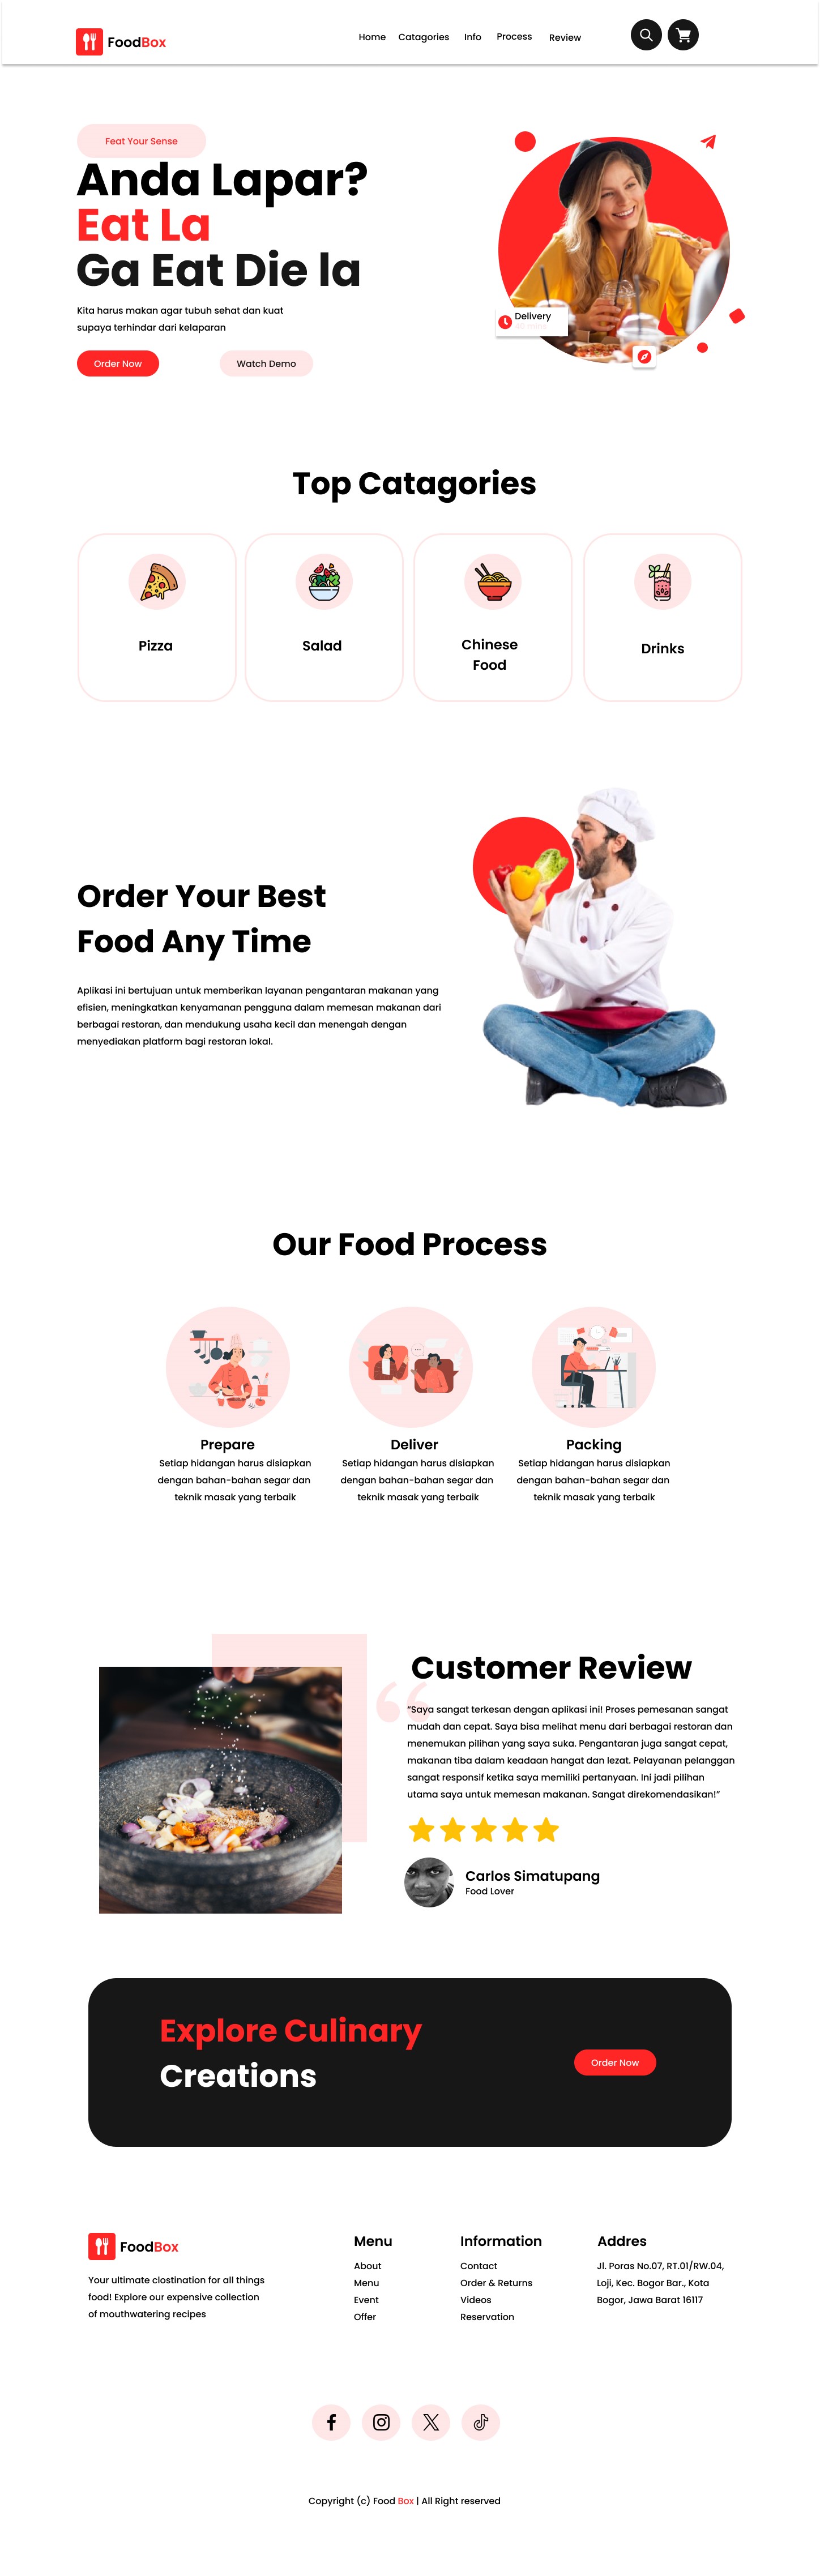 FoodBox
Home Catagories Info Process Review
Feat Your Sense
Anda Lapar?
Eat La
Ga Eat Die la
Kita harus makan agar tubuh sehat dan kuat
supaya terhindar dari kelaparan
Order Now
Watch Demo
Delivery
Top Catagories
Pizza
Salad
Chinese
Food
Drinks
Order Your Best
Food Any Time
Aplikasi ini bertujuan untuk memberikan layanan pengantaran makanan yang
efisien, meningkatkan kenyamanan pengguna dalam memesan makanan dari
berbagai restoran, dan mendukung usaha kecil dan menengah dengan
menyediakan platform bagi restoran lokal.
Our Food Process
Prepare
Setiap hidangan harus disiapkan
dengan bahan-bahan segar dan
teknik masak yang terbaik
Deliver
Setiap hidangan harus disiapkan
dengan bahan-bahan segar dan
teknik masak yang terbaik
Packing
Setiap hidangan harus disiapkan
dengan bahan-bahan segar dan
teknik masak yang terbaik
Customer Review
“Saya sangat terkesan dengan aplikasi ini! Proses pemesanan sangat
mudah dan cepat. Saya bisa melihat menu dari berbagai restoran dan
menemukan pilihan yang saya suka. Pengantaran juga sangat cepat,
makanan tiba dalam keadaan hangat dan lezat. Pelayanan pelanggan
sangat responsif ketika saya memiliki pertanyaan. Ini jadi pilihan
utama saya untuk memesan makanan. Sangat direkomendasikan!”
Carlos Simatupang
Food Lover
Explore Culinary
Creations
Order Now
FoodBox
Your ultimate clostination for all things
food! Explore our expensive collection
of mouthwatering recipes
Menu
About
Menu
Event
Offer
Information
Contact
Order & Returns
Videos
Reservation
Addres
Jl. Poras No.07, RT.01/RW.04,
Loji, Kec. Bogor Bar., Kota
Bogor, Jawa Barat 16117
Copyright (c) Food Box | All Right reserved